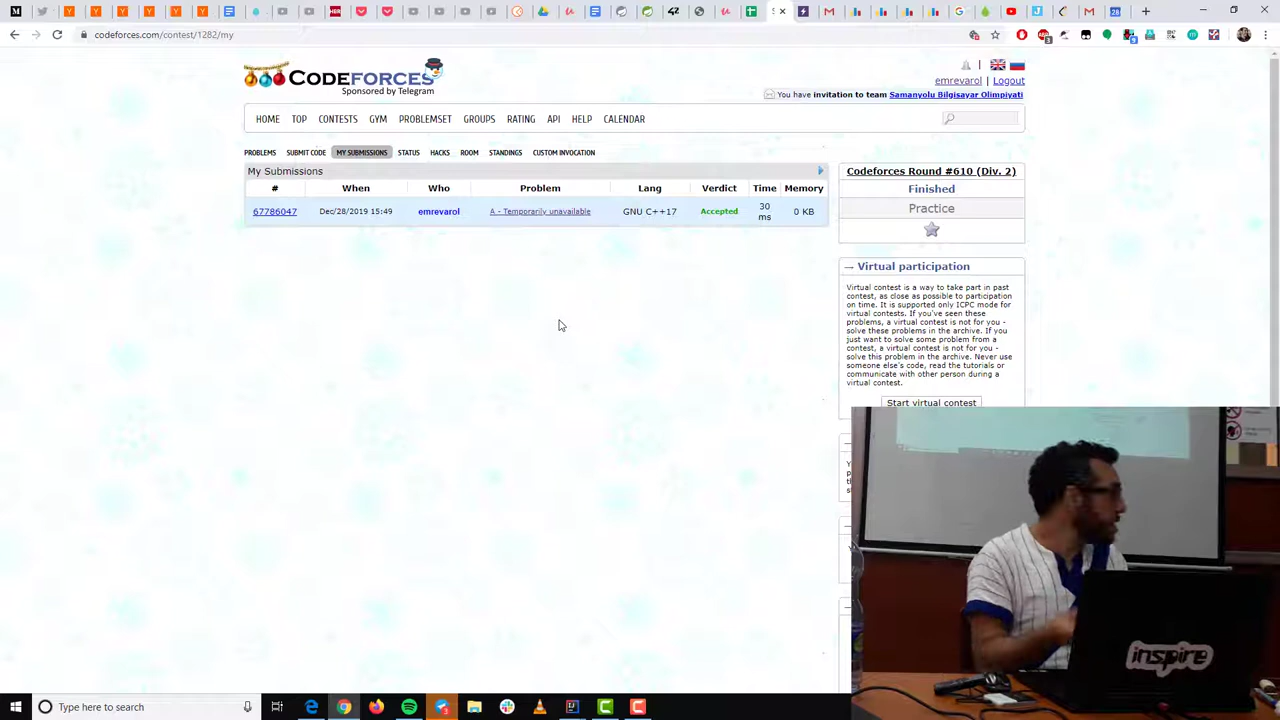 codeforces.com/contest/1282/my
CODEFORCES
Sponsored by Telegram
emrevarol | Logout
You have invitation to team Samanyolu Bilgisayar Olimpiyati
HOME TOP CONTESTS GYM PROBLEMSET GROUPS RATING API HELP CALENDAR
PROBLEMS SUBMIT CODE MY SUBMISSIONS STATUS HACKS ROOM STANDINGS CUSTOM INVOCATION
My Submissions
# When Who Problem Lang Verdict Time Memory
67786047 Dec/28/2019 15:49 emrevarol A - Temporarily unavailable GNU C++17 Accepted 30 ms 0 KB
Codeforces Round #610 (Div. 2)
Finished
Practice
→ Virtual participation
Virtual contest is a way to take part in past
contest, as close as possible to participation
on time. It is supported only ICPC mode for
virtual contests. If you've seen these
problems, a virtual contest is not for you -
solve these problems in the archive. If you
just want to solve some problem from a
contest, a virtual contest is not for you -
solve this problem in the archive. Never use
someone else's code, read the tutorials or
communicate with other person during a
virtual contest.
Start virtual contest
inspire
Type here to search